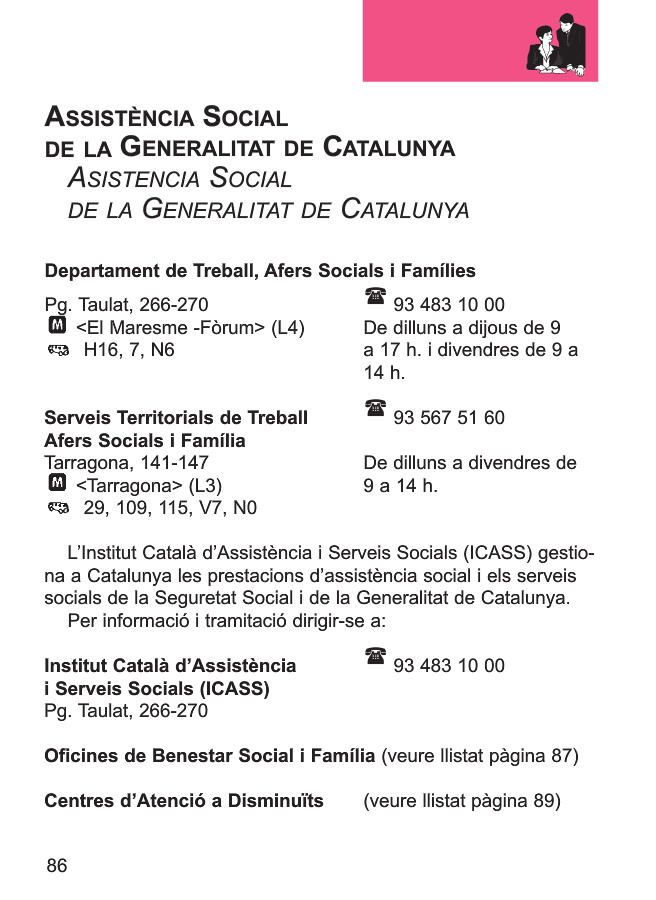 ASSISTÈNCIA SOCIAL
DE LA GENERALITAT DE CATALUNYA
ASISTENCIA SOCIAL
DE LA GENERALITAT DE CATALUNYA
Departament de Treball, Afers Socials i Famílies
Pg. Taulat, 266-270 ☎ 93 483 10 00
M <El Maresme -Fòrum> (L4) De dilluns a dijous de 9
H16, 7, N6 a 17 h. i divendres de 9 a
14 h.
Serveis Territorials de Treball ☎ 93 567 51 60
Afers Socials i Família
Tarragona, 141-147 De dilluns a divendres de
M <Tarragona> (L3) 9 a 14 h.
29, 109, 115, V7, N0
L’Institut Català d’Assistència i Serveis Socials (ICASS) gestio-
na a Catalunya les prestacions d’assistència social i els serveis
socials de la Seguretat Social i de la Generalitat de Catalunya.
Per informació i tramitació dirigir-se a:
Institut Català d’Assistència ☎ 93 483 10 00
i Serveis Socials (ICASS)
Pg. Taulat, 266-270
Oficines de Benestar Social i Família (veure llistat pàgina 87)
Centres d’Atenció a Disminuïts (veure llistat pàgina 89)
86